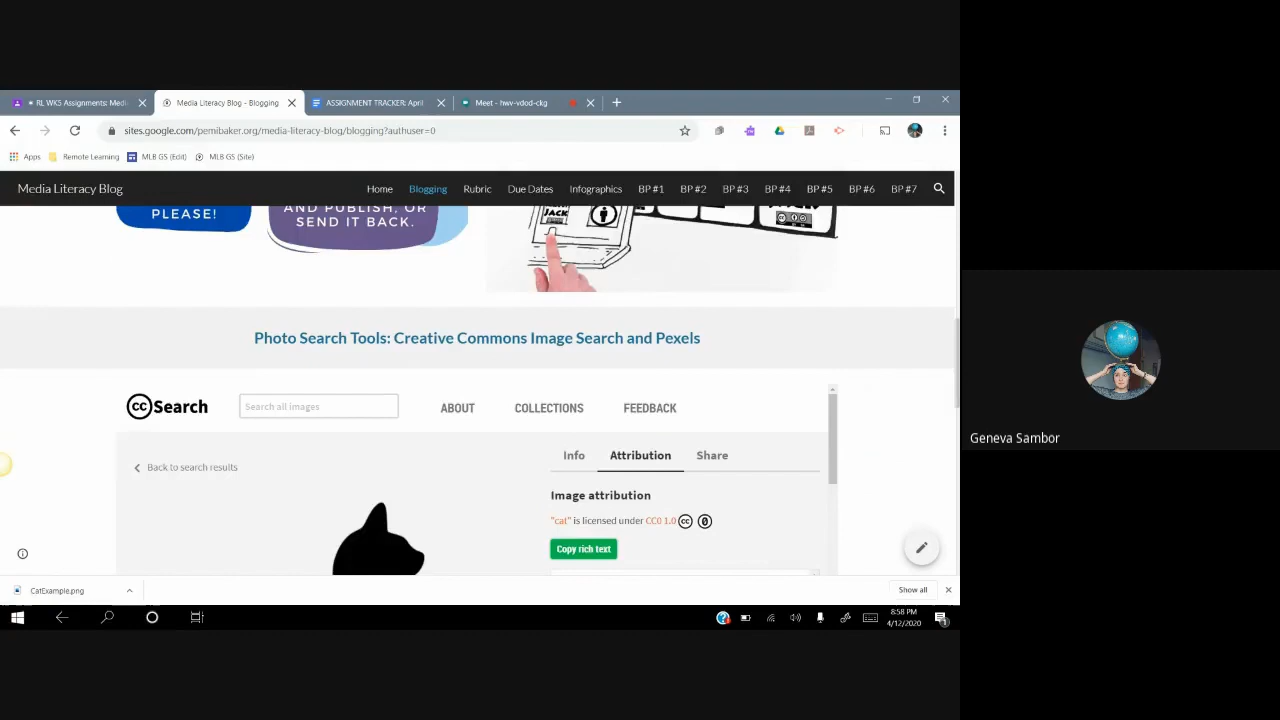 RL WKS Assignments: Medi
Media Literacy Blog - Blogging
ASSIGNMENT TRACKER: April
Meet - hwv-vdod-ckg
sites.google.com/pemibaker.org/media-literacy-blog/blogging?authuser=0
Apps
Remote Learning
MLB GS (Edit)
MLB GS (Site)
Media Literacy Blog
Home
Blogging
Rubric
Due Dates
Infographics
BP #1
BP #2
BP #3
BP #4
BP #5
BP #6
BP #7
PLEASE!
AND PUBLISH, OR
SEND IT BACK.
JACK
Photo Search Tools: Creative Commons Image Search and Pexels
cc Search
Search all images
ABOUT
COLLECTIONS
FEEDBACK
Back to search results
Info
Attribution
Share
Image attribution
"cat" is licensed under CC0 1.0
Copy rich text
CatExample.png
Show all
8:58 PM
4/12/2020
Geneva Sambor